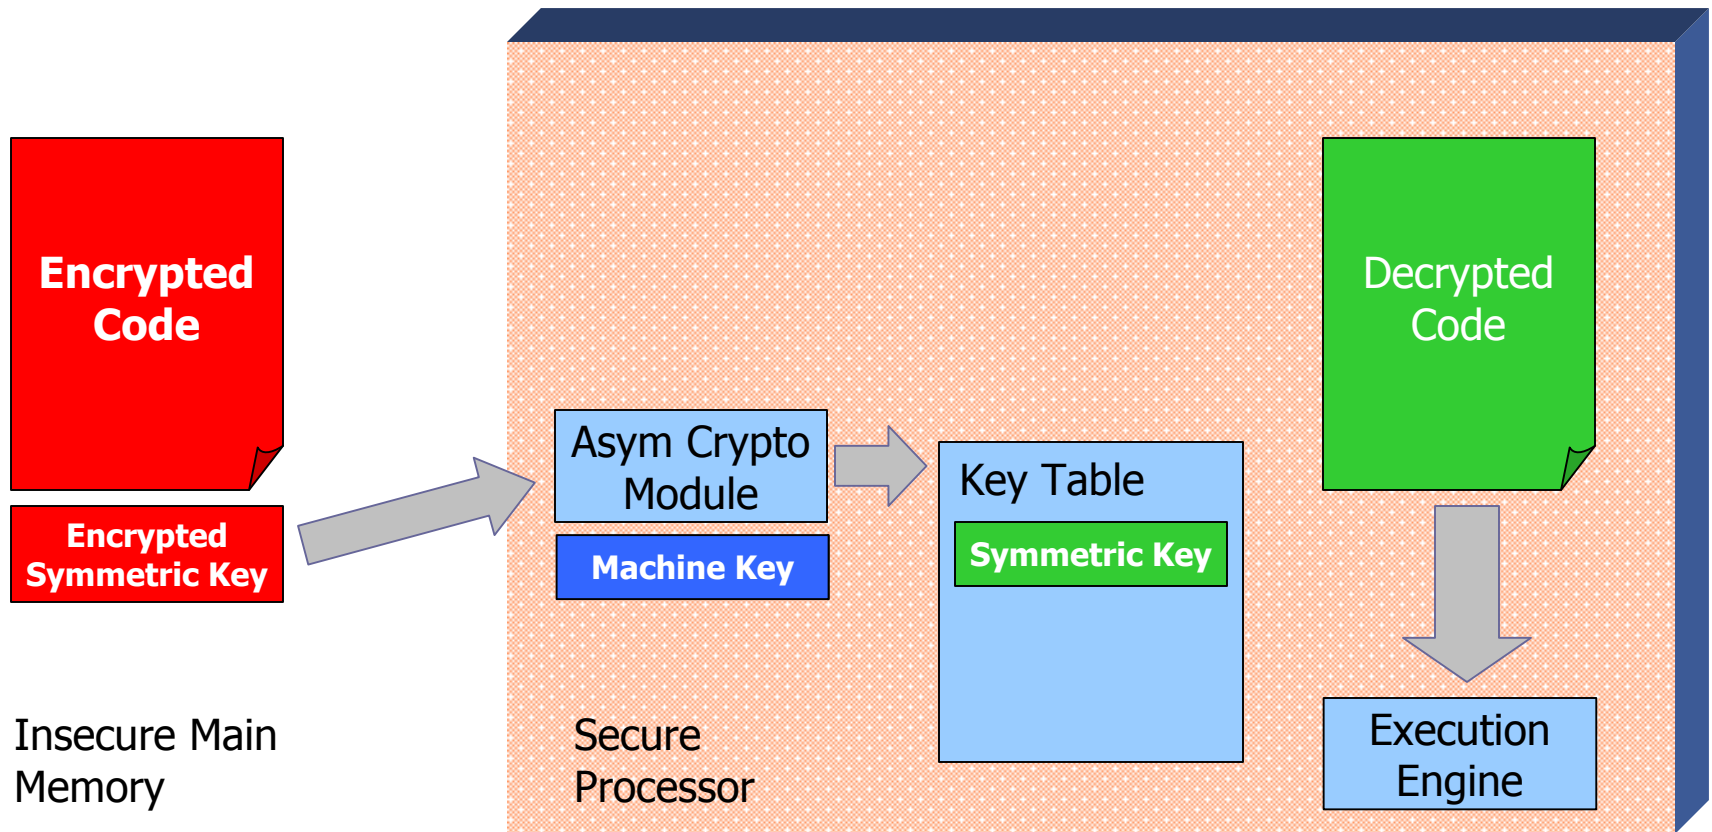 Encrypted
Code
Encrypted
Symmetric Key
Insecure Main
Memory
Asym Crypto
Module
Machine Key
Secure
Processor
Key Table
Symmetric Key
Decrypted
Code
Execution
Engine